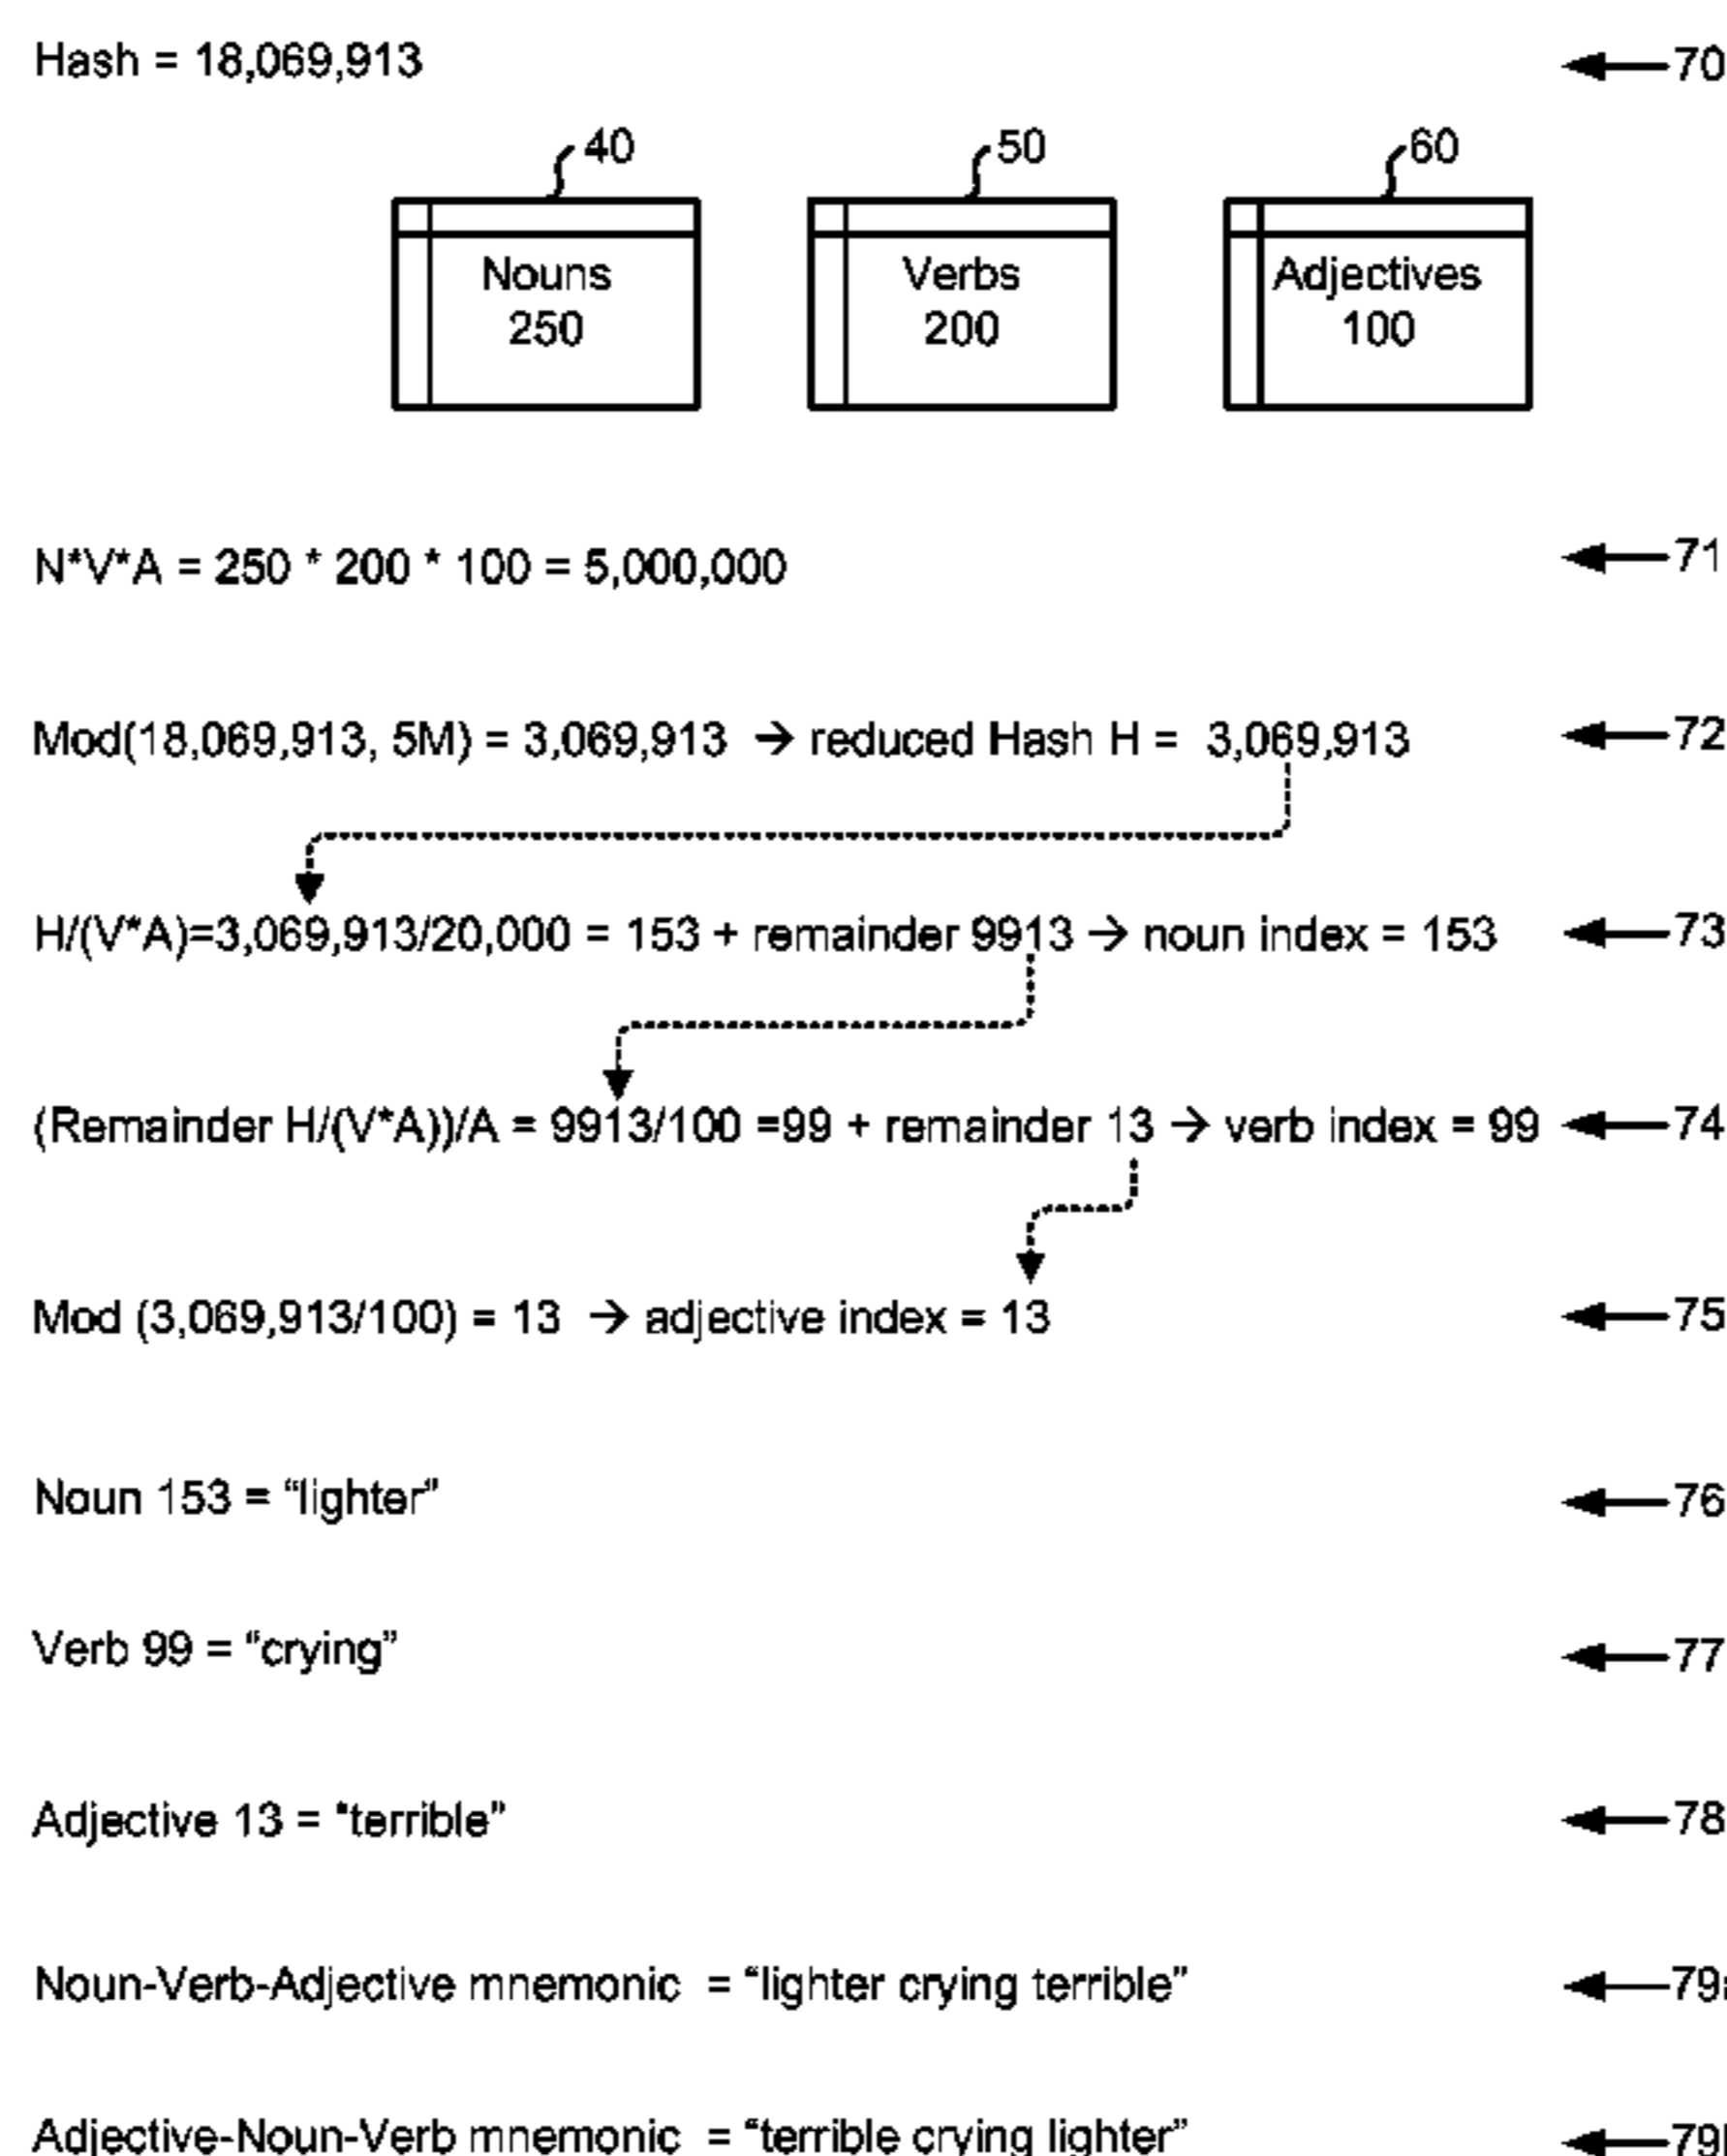 Hash = 18,069,913 70
40 50 60
Nouns Verbs Adjectives
250 200 100
N*V*A = 250 * 200 * 100 = 5,000,000 71
Mod(18,069,913, 5M) = 3,069,913 → reduced Hash H = 3,069,913 72
H/(V*A)=3,069,913/20,000 = 153 + remainder 9913 → noun index = 153 73
(Remainder H/(V*A))/A = 9913/100 =99 + remainder 13 → verb index = 99 74
Mod (3,069,913/100) = 13 → adjective index = 13 75
Noun 153 = “lighter” 76
Verb 99 = “crying” 77
Adjective 13 = “terrible” 78
Noun-Verb-Adjective mnemonic = “lighter crying terrible” 79
Adjective-Noun-Verb mnemonic = “terrible crying lighter” 79